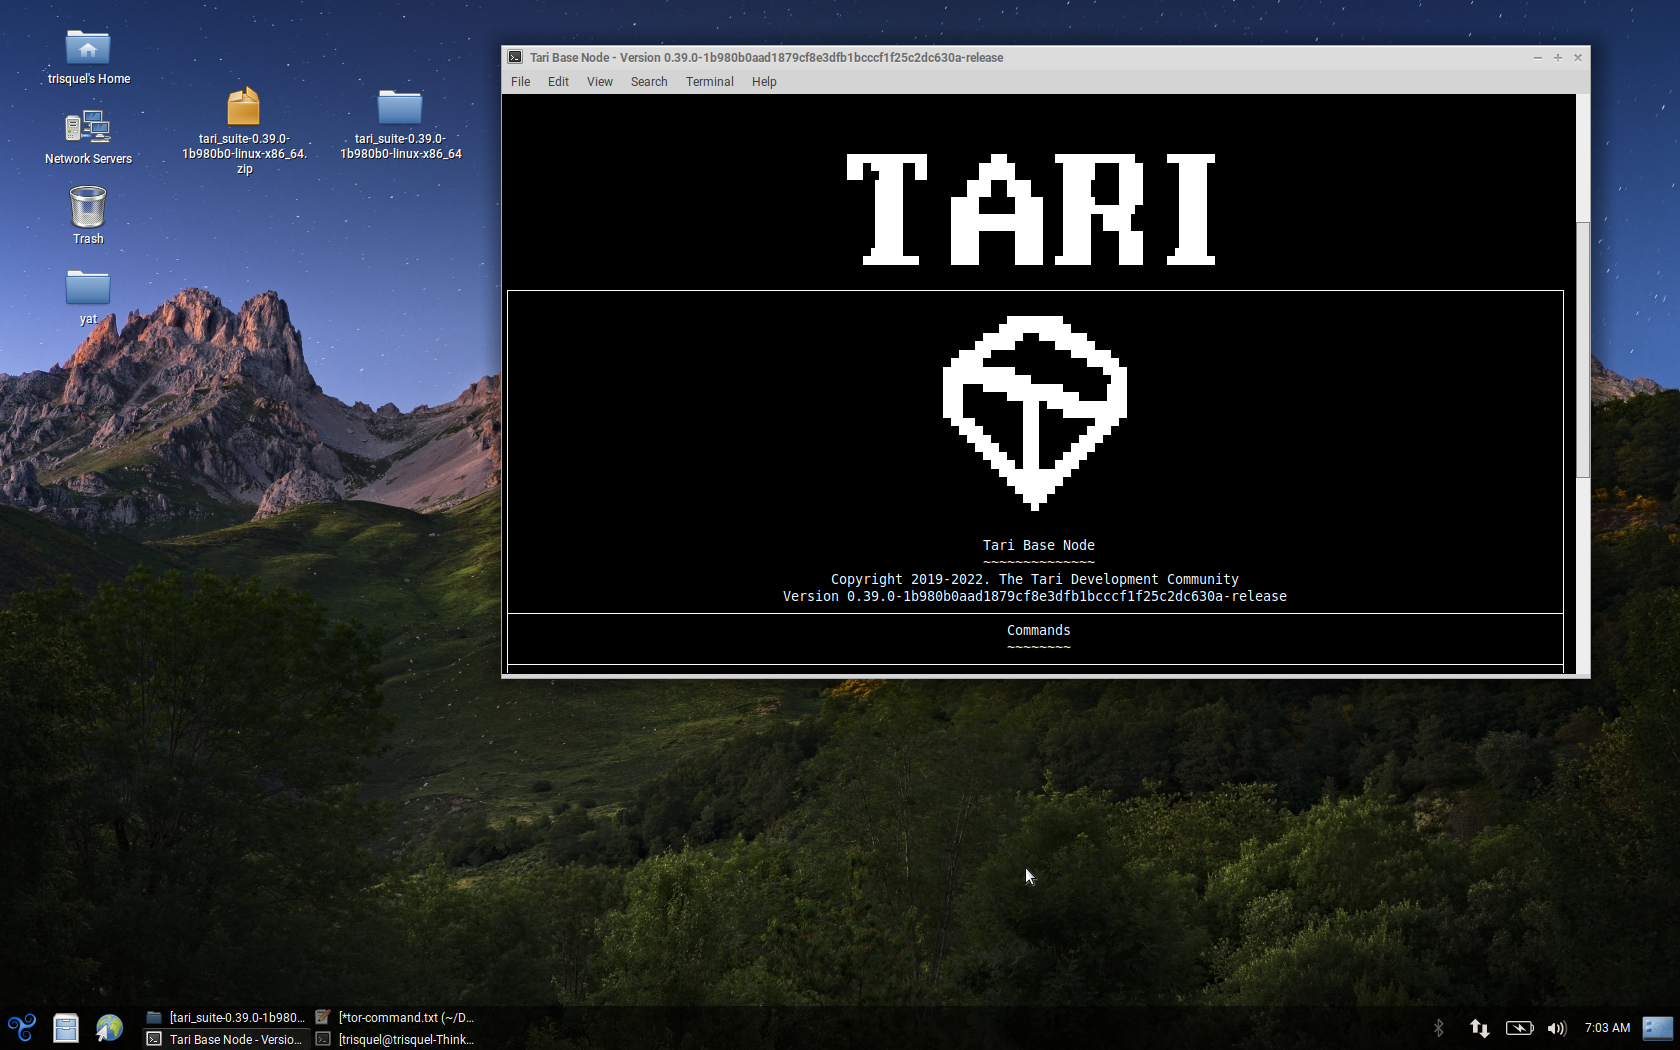 trisquel's Home
Network Servers
Trash
yat
tari_suite-0.39.0-
1b980b0-linux-x86_64.
zip
tari_suite-0.39.0-
1b980b0-linux-x86_64
Tari Base Node - Version 0.39.0-1b980b0aad1879cf8e3dfb1bcccf1f25c2dc630a-release
File Edit View Search Terminal Help
TARI
Tari Base Node
~~~~~~~~~~~~~~
Copyright 2019-2022. The Tari Development Community
Version 0.39.0-1b980b0aad1879cf8e3dfb1bcccf1f25c2dc630a-release
Commands
~~~~~~~~
[tari_suite-0.39.0-1b980...
[*tor-command.txt (~/D...
Tari Base Node - Versio...
[trisquel@trisquel-Think...
7:03 AM